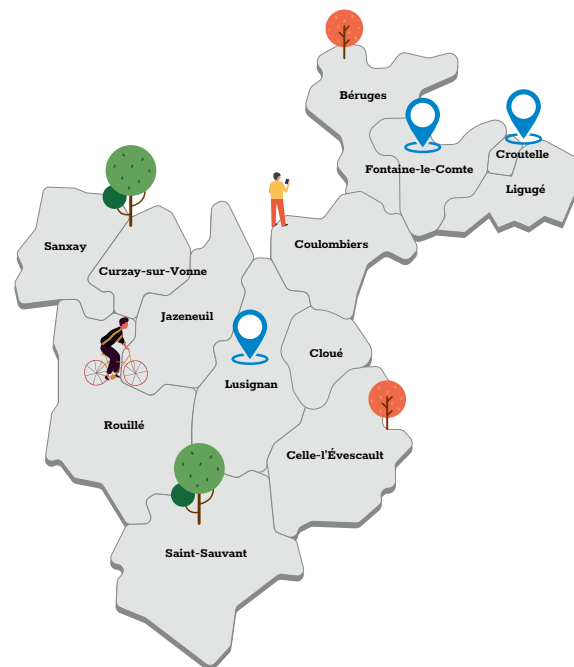 Béruges
Croutelle
Fontaine-le-Comte
Ligugé
Sanxay
Coulombiers
Curzay-sur-Vonne
Jazeneuil
Cloué
Lusignan
Rouillé
Celle-l'Évescault
Saint-Sauvant